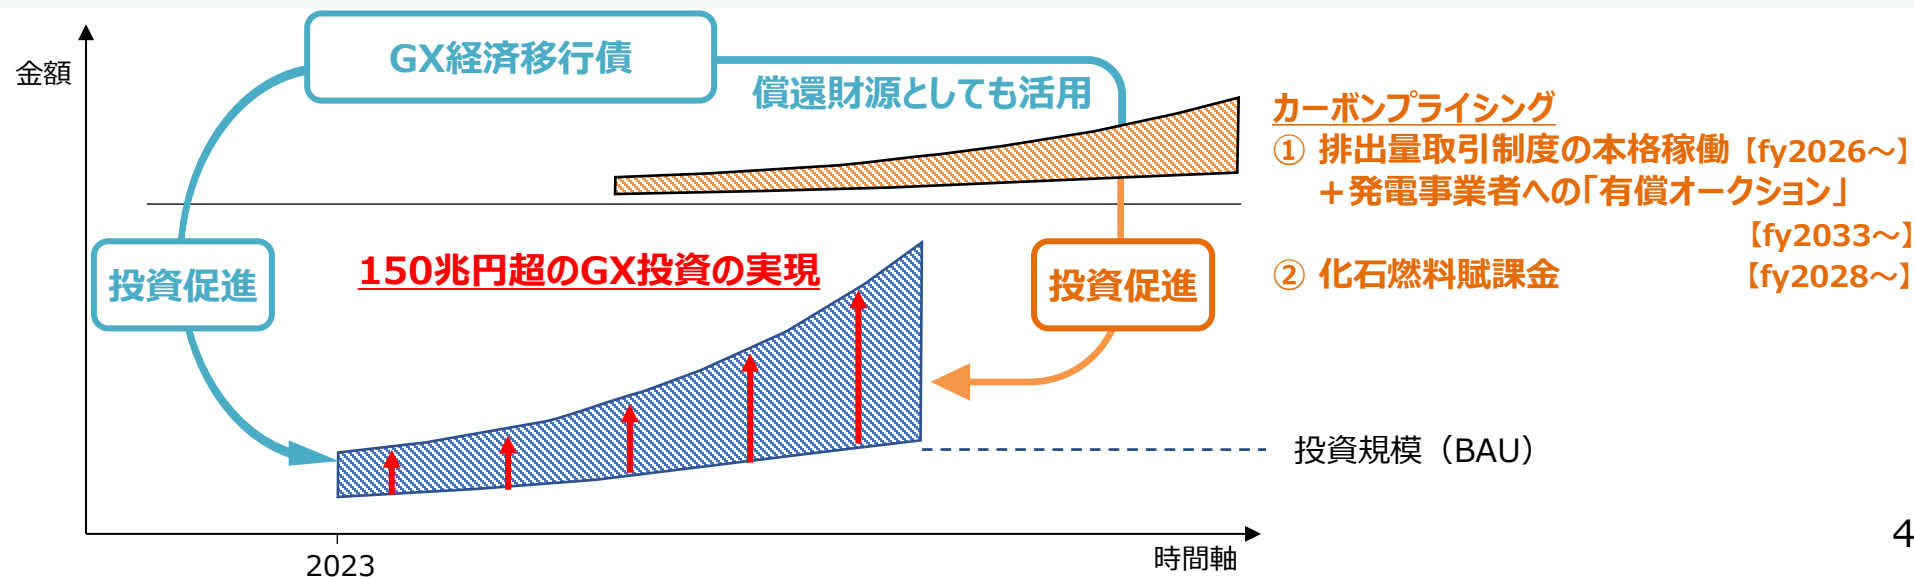 金額
GX経済移行債
償還財源としても活用
カーボンプライシング
① 排出量取引制度の本格稼働【fy2026～】
＋発電事業者への「有償オークション」
【fy2033～】
② 化石燃料賦課金 【fy2028～】
投資促進
150兆円超のGX投資の実現
投資促進
投資規模（BAU）
2023
時間軸
4